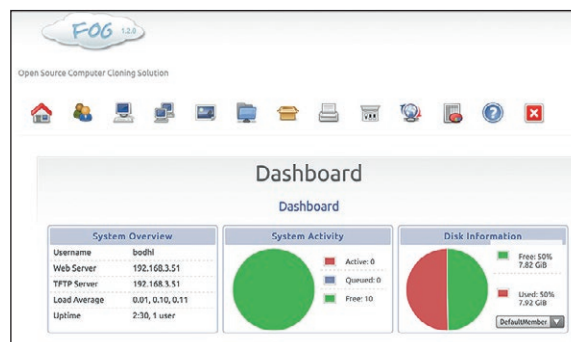 FOG 1.2.0
Open Source Computer Cloning Solution
Dashboard
Dashboard
System Overview
Username bodhl
Web Server 192.168.3.51
TFTP Server 192.168.3.51
Load Average 0.01, 0.10, 0.11
Uptime 2:30, 1 user
System Activity
Active: 0
Queued: 0
Free: 10
Disk Information
Free: 50%
7.82 GiB
Used: 50%
7.92 GiB
DefaultMember